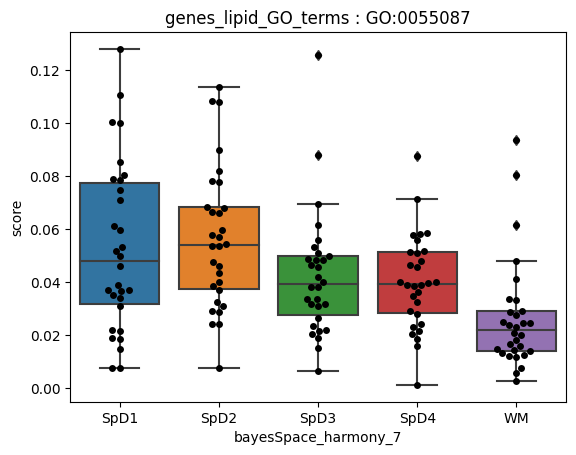 genes_lipid_GO_terms : GO:0055087
score
0.12
0.10
0.08
0.06
0.04
0.02
0.00
SpD1 SpD2 SpD3 SpD4 WM
bayesSpace_harmony_7